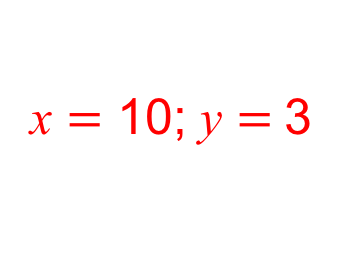 x = 10; y = 3